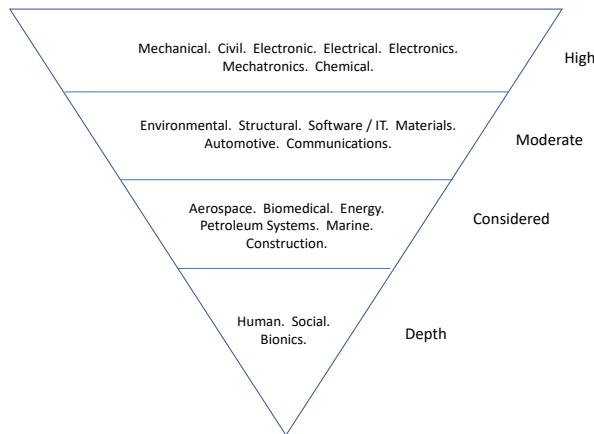 Mechanical. Civil. Electronic. Electrical. Electronics.
Mechatronics. Chemical.
High
Environmental. Structural. Software / IT. Materials.
Automotive. Communications.
Moderate
Aerospace. Biomedical. Energy.
Petroleum Systems. Marine.
Construction.
Considered
Human. Social.
Bionics.
Depth